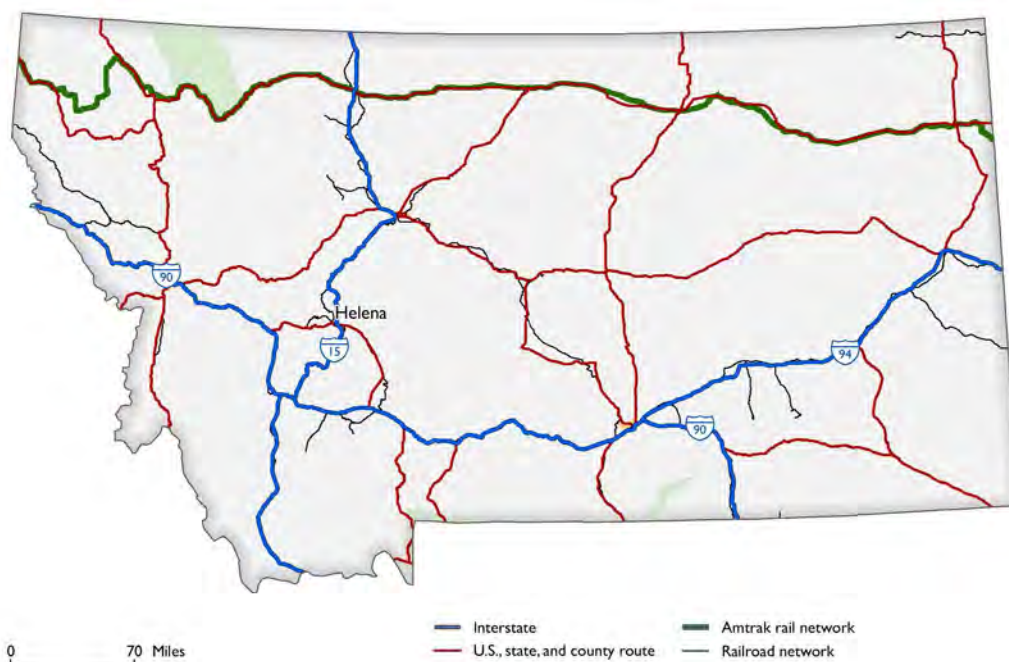 90
Helena
15
94
90
Interstate
Amtrak rail network
0 70 Miles
U.S., state, and county route
Railroad network